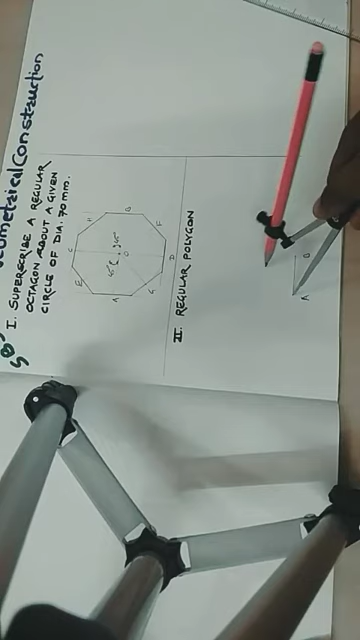 Geometrical Construction
I. SUPERSCRIBE A REGULAR
OCTAGON ABOUT A GIVEN
CIRCLE OF DIA. 70 mm.
H
B
F
C
O
D
E
A
G
II. REGULAR POLYGON
A
B